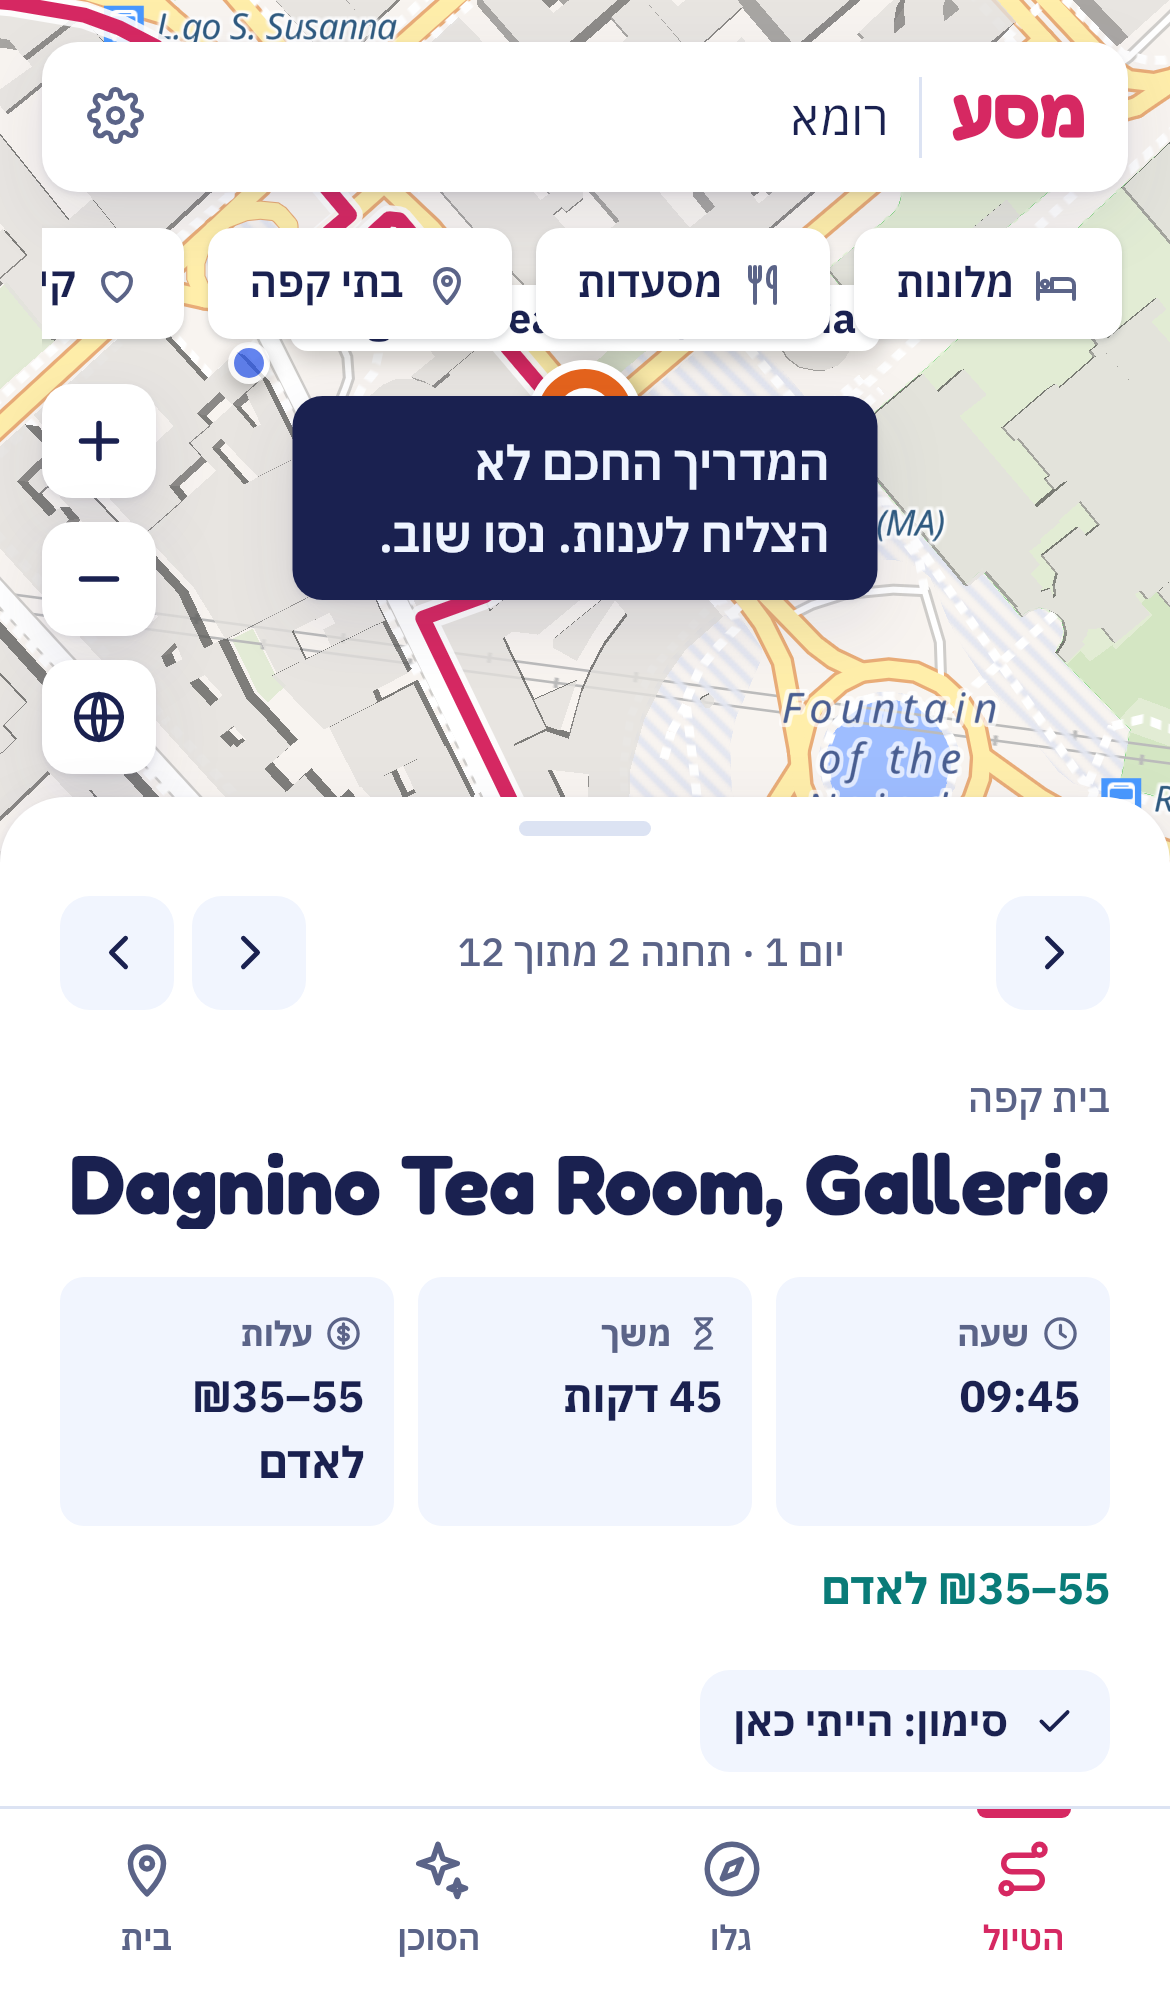 L.go S. Susanna
מסע
רומא
מלונות
מסעדות
בתי קפה
המדריך החכם לא
הצליח לענות. נסו שוב.
(MA)
Fountain
of the
יום 1 · תחנה 2 מתוך 12
בית קפה
Dagnino Tea Room, Galleria
שעה
09:45
משך
45 דקות
עלות
₪35–55
לאדם
₪35–55 לאדם
סימון: הייתי כאן
הטיול
גלו
הסוכן
בית